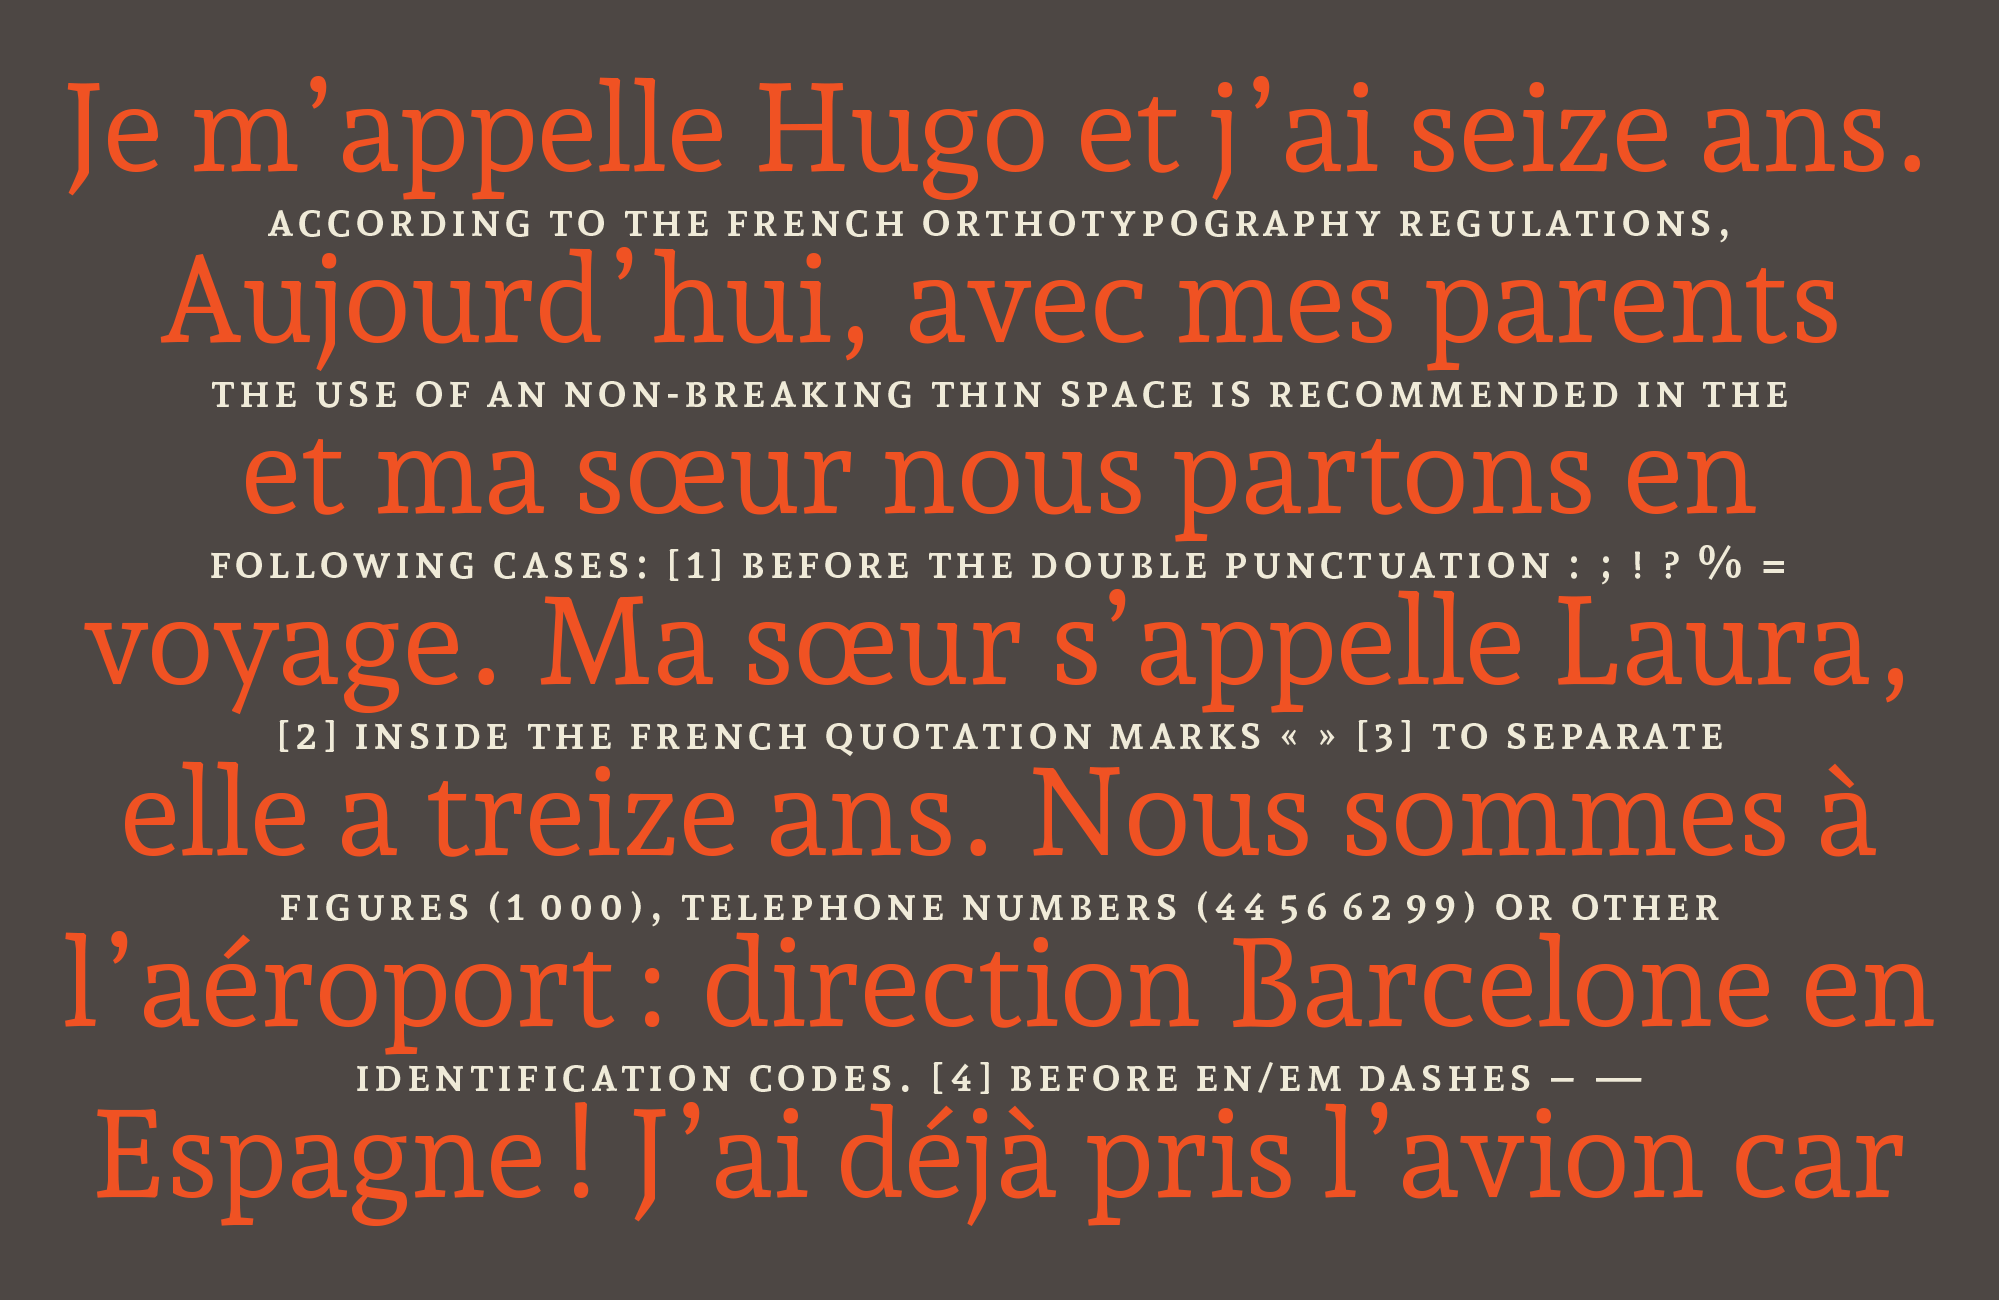 Je m’appelle Hugo et j’ai seize ans.
ACCORDING TO THE FRENCH ORTHOTYPOGRAPHY REGULATIONS,
Aujourd’hui, avec mes parents
THE USE OF AN NON-BREAKING THIN SPACE IS RECOMMENDED IN THE
et ma sœur nous partons en
FOLLOWING CASES: [1] BEFORE THE DOUBLE PUNCTUATION : ; ! ? % =
voyage. Ma sœur s’appelle Laura,
[2] INSIDE THE FRENCH QUOTATION MARKS « » [3] TO SEPARATE
elle a treize ans. Nous sommes à
FIGURES (1 000), TELEPHONE NUMBERS (44 56 62 99) OR OTHER
l’aéroport : direction Barcelone en
IDENTIFICATION CODES. [4] BEFORE EN/EM DASHES – —
Espagne ! J’ai déjà pris l’avion car